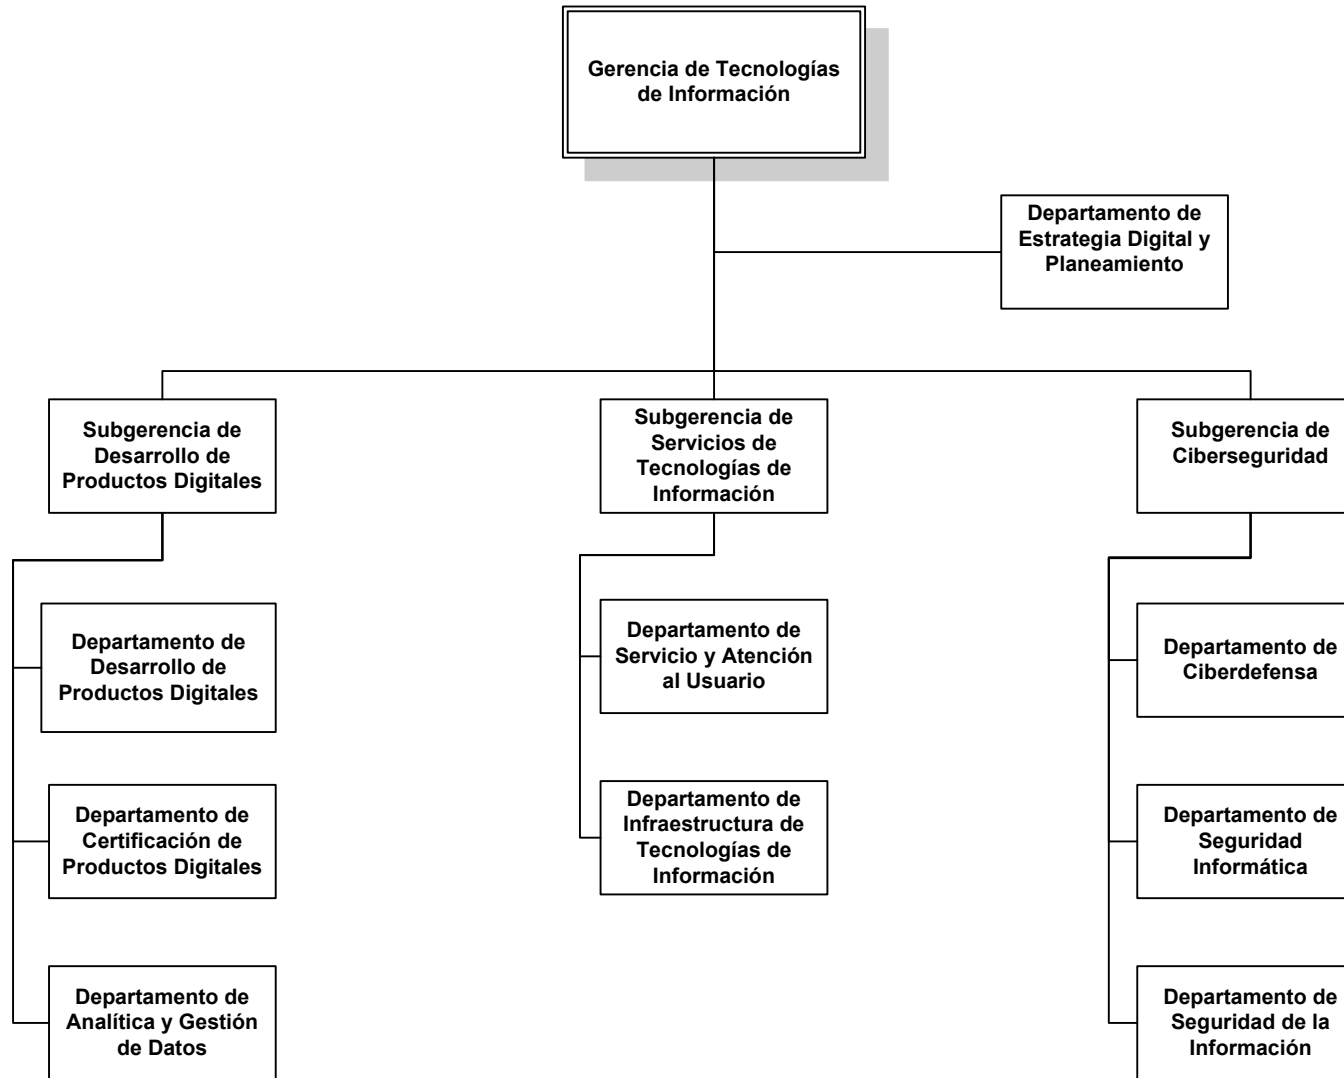 Gerencia de Tecnologías
de Información
Departamento de
Estrategia Digital y
Planeamiento
Subgerencia de
Desarrollo de
Productos Digitales
Subgerencia de
Servicios de
Tecnologías de
Información
Subgerencia de
Ciberseguridad
Departamento de
Desarrollo de
Productos Digitales
Departamento de
Servicio y Atención
al Usuario
Departamento de
Ciberdefensa
Departamento de
Certificación de
Productos Digitales
Departamento de
Infraestructura de
Tecnologías de
Información
Departamento de
Seguridad
Informática
Departamento de
Analítica y Gestión
de Datos
Departamento de
Seguridad de la
Información